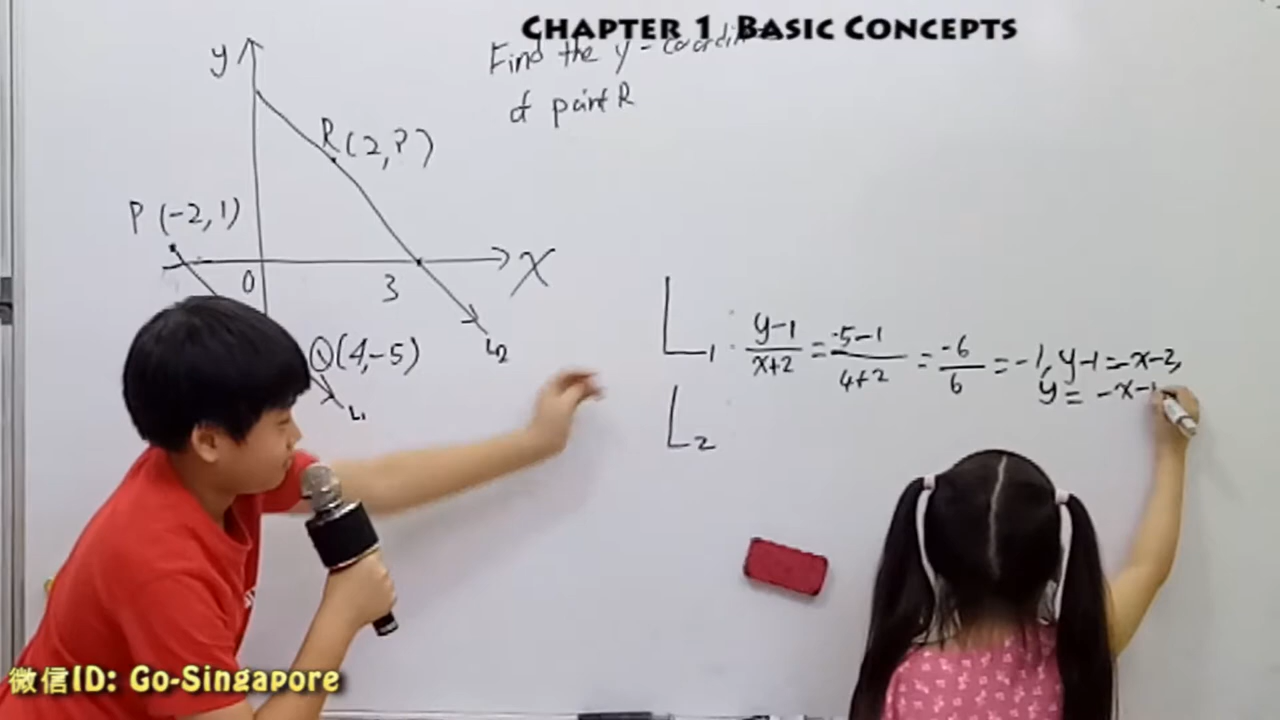 CHAPTER 1 BASIC CONCEPTS
Find the y-coordin
of point R
y
R(2,?)
P (-2,1)
0
3
X
L2
Q(4,-5)
L1
L1: y-1/x+2 = -5-1/4+2 = -6/6 = -1, y-1=-x-2,
y = -x-1
L2
微信ID: Go-Singapore